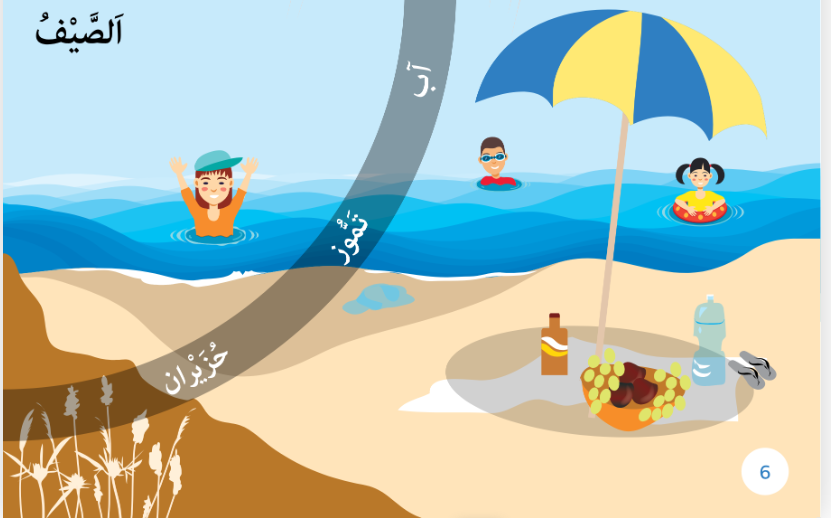 اَلصَّيْفُ
آب
تَمُّوز
حُزَيْران
6